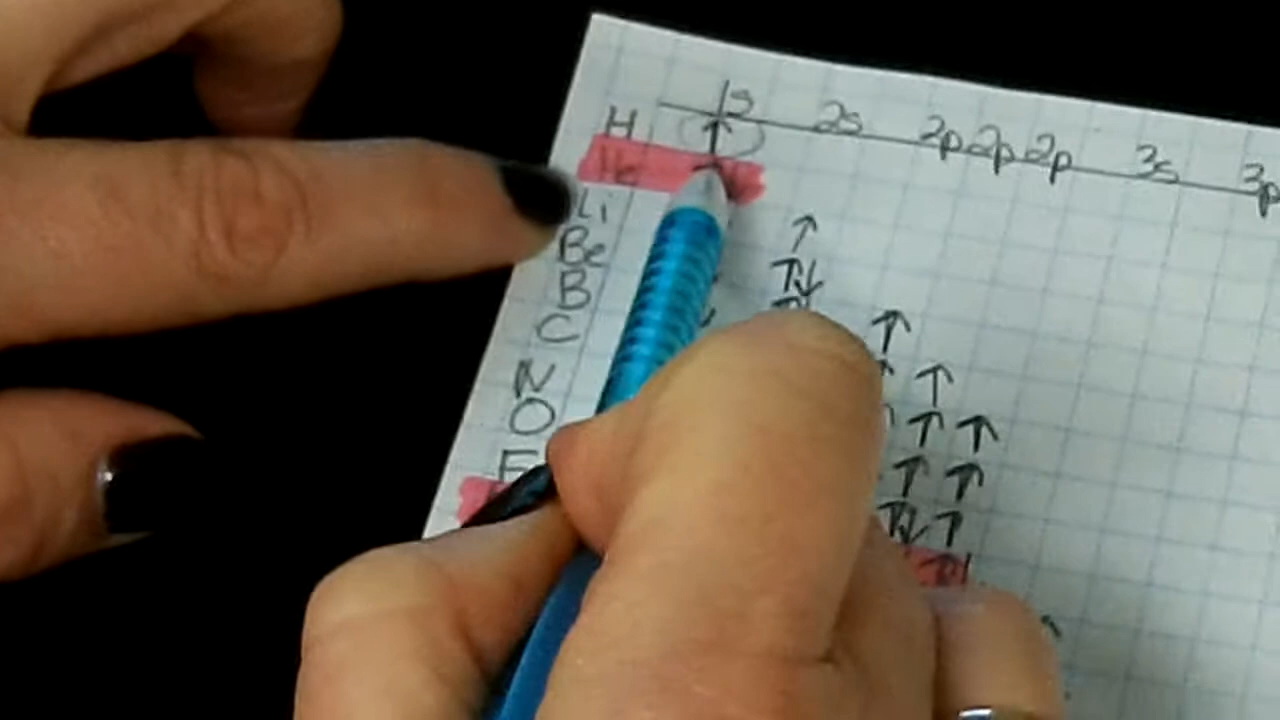 1s 2s 2p 2p 2p 3s 3p
H ↑
He
Li ↑
Be ↑↓
B ↑
C ↑
N ↑ ↑
O ↑ ↑
F ↑↓ ↑